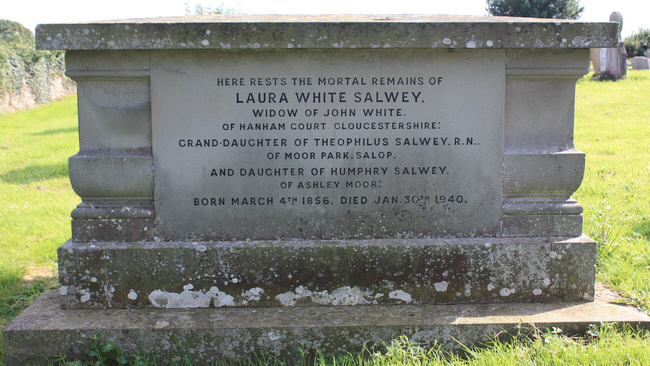 HERE RESTS THE MORTAL REMAINS OF
LAURA WHITE SALWEY,
WIDOW OF JOHN WHITE.
OF HANHAM COURT GLOUCESTERSHIRE:
GRAND-DAUGHTER OF THEOPHILUS SALWEY, R.N.,
OF MOOR PARK, SALOP.
AND DAUGHTER OF HUMPHRY SALWEY.
OF ASHLEY MOOR:
BORN MARCH 4TH 1856. DIED JAN. 30TH 1940.